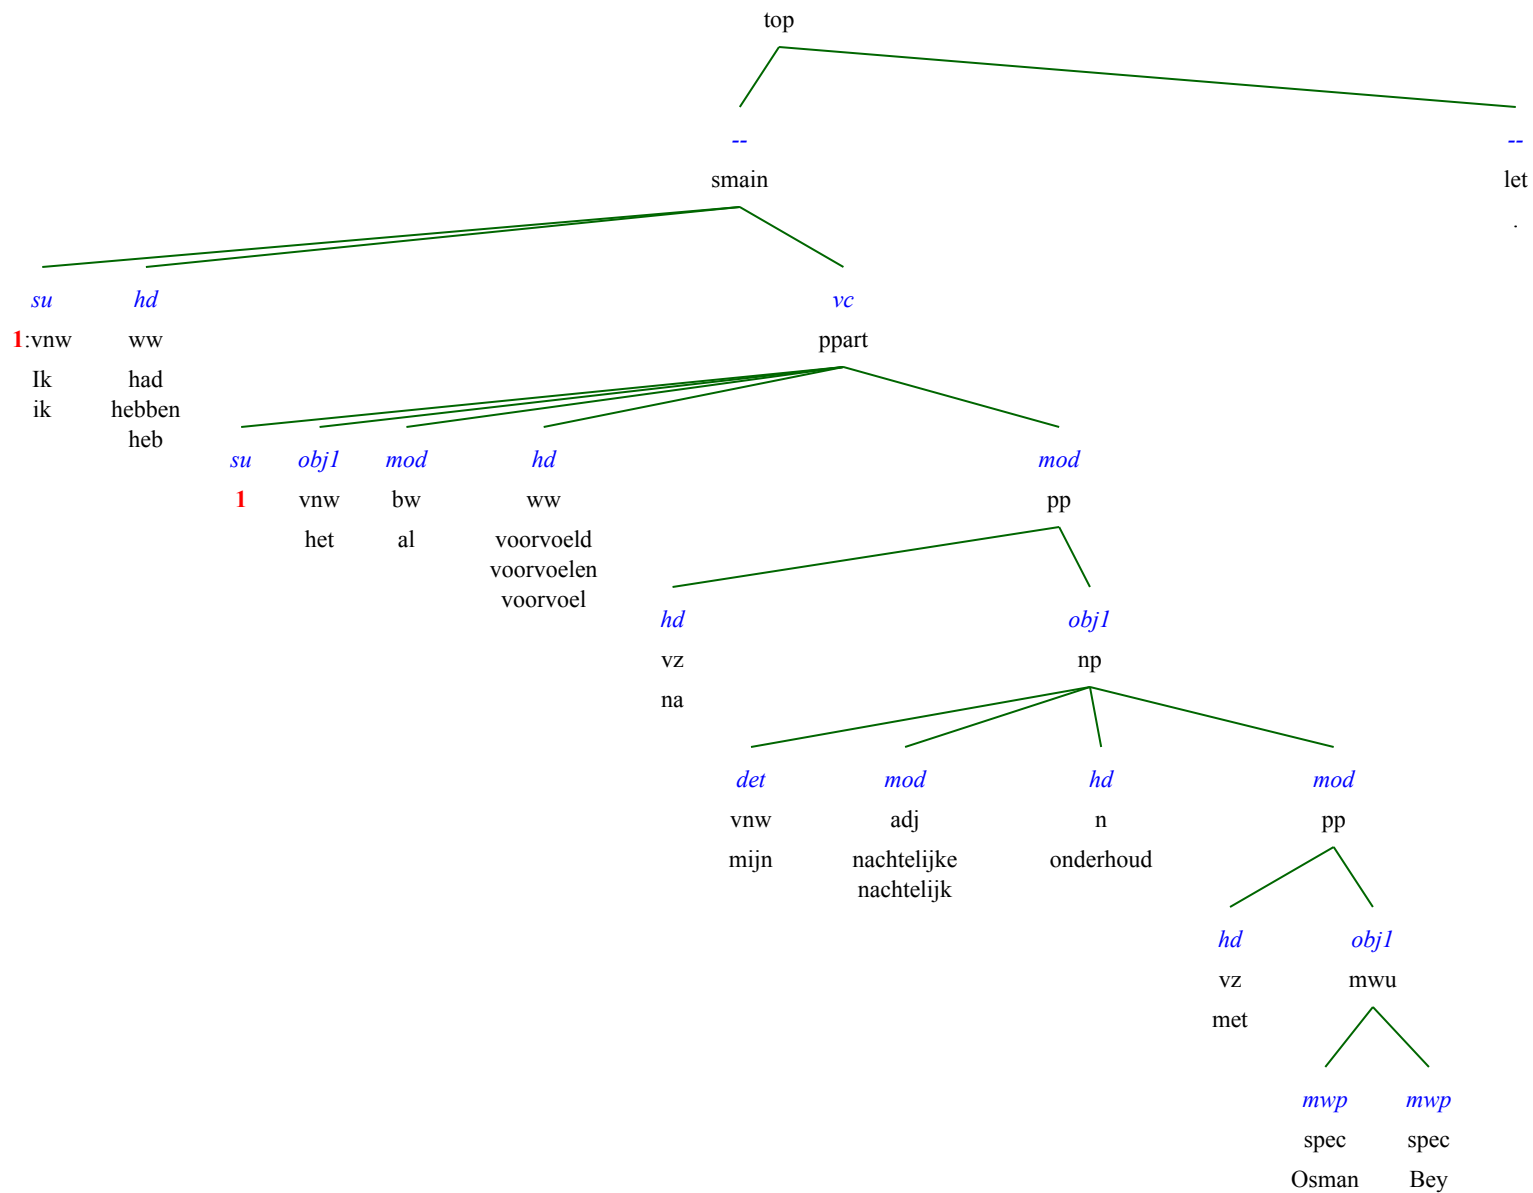 top
-- --
smain let
.
su hd vc
1:vnw ww ppart
Ik had
ik hebben
heb
su obj1 mod hd mod
1 vnw bw ww pp
het al voorvoeld
voorvoelen
voorvoel
hd obj1
vz np
na
det mod hd mod
vnw adj n pp
mijn nachtelijke onderhoud
nachtelijk
hd obj1
vz mwu
met
mwp mwp
spec spec
Osman Bey